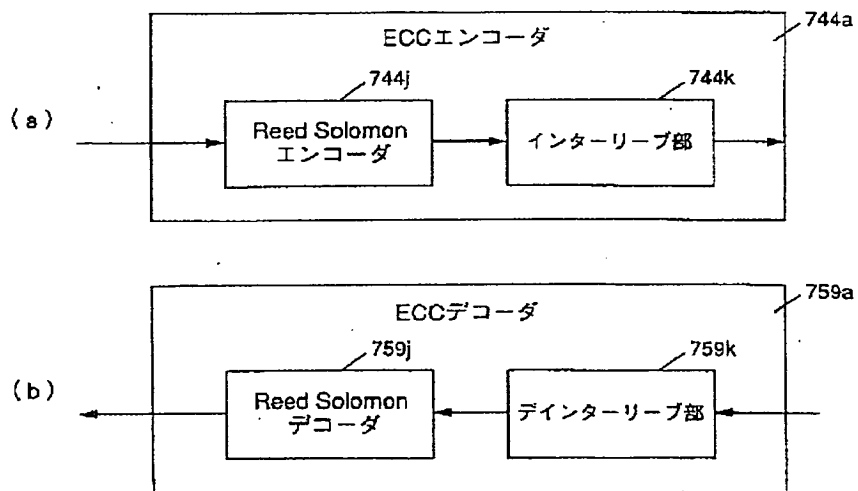 ECCエンコーダ
744a
744j
744k
(a)
Reed Solomon
エンコーダ
インターリーブ部
ECCデコーダ
759a
759j
759k
(b)
Reed Solomon
デコーダ
デインターリーブ部